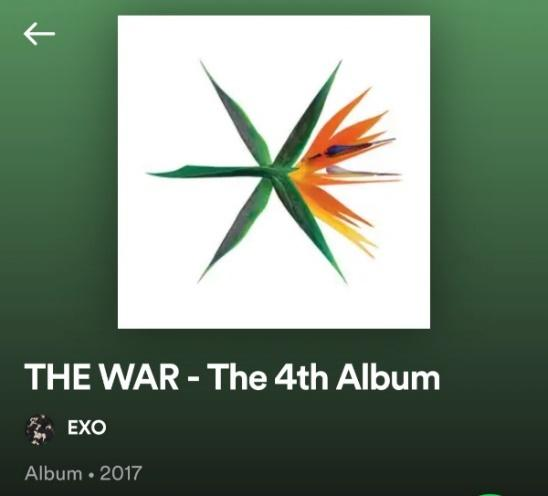 THE WAR - The 4th Album
EXO
Album • 2017